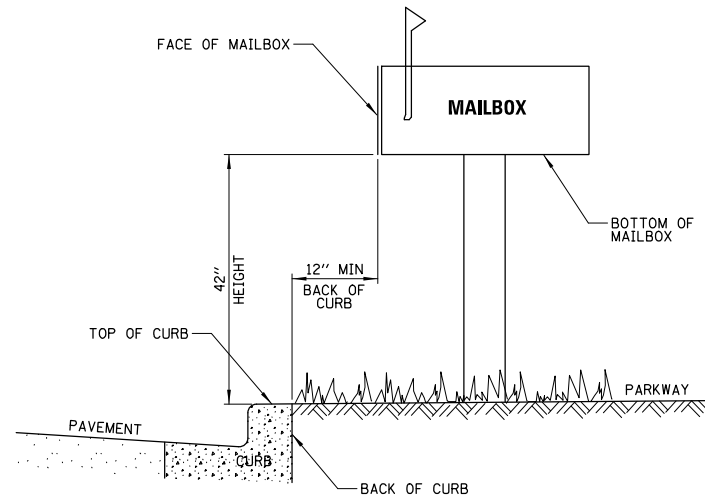 FACE OF MAILBOX
MAILBOX
BOTTOM OF
MAILBOX
42"
HEIGHT
12" MIN
BACK OF
CURB
TOP OF CURB
PARKWAY
PAVEMENT
CURB
BACK OF CURB